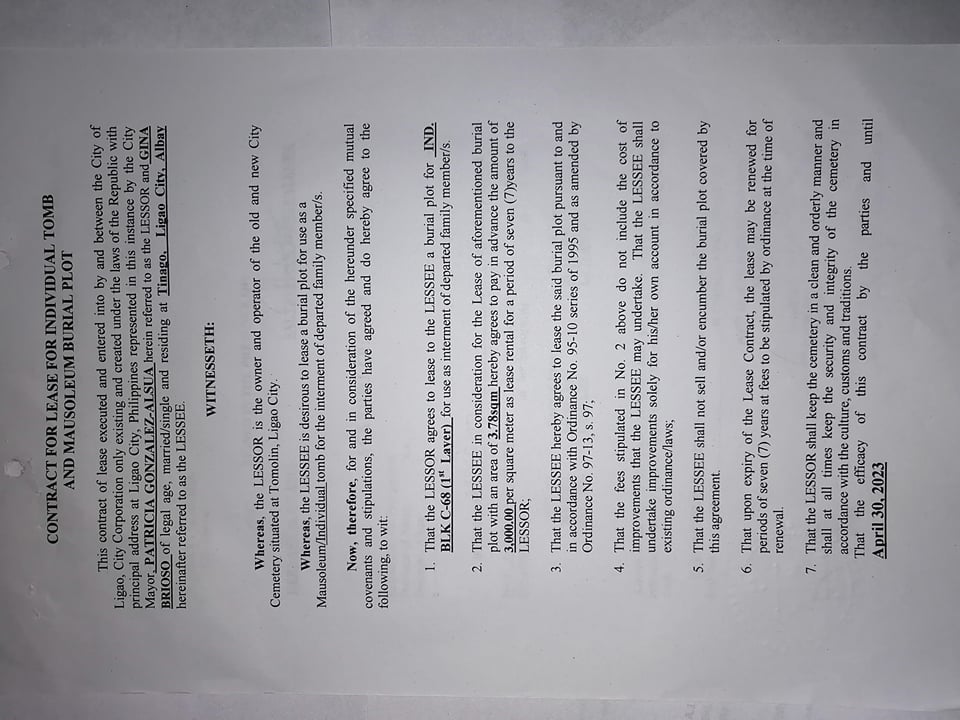 CONTRACT FOR LEASE FOR INDIVIDUAL TOMB
AND MAUSOLEUM BURIAL PLOT
This contract of lease executed and entered into by and between the City of
Ligao, City Corporation only existing and created under the laws of the Republic with
principal address at Ligao City, Philippines represented in this instance by the City
Mayor, PATRICIA GONZALEZ-ALSUA herein referred to as the LESSOR and GINA
BRIOSO of legal age, married/single and residing at Tinago, Ligao City, Albay
hereinafter referred to as the LESSEE.
WITNESSETH:
Whereas, the LESSOR is the owner and operator of the old and new City
Cemetery situated at Tomolin, Ligao City.
Whereas, the LESSEE is desirous to lease a burial plot for use as a
Mausoleum/Individual tomb for the interment of departed family member/s.
Now, therefore, for and in consideration of the hereunder specified mutual
covenants and stipulations, the parties have agreed and do hereby agree to the
following, to wit:
1. That the LESSOR agrees to lease to the LESSEE a burial plot for IND.
BLK C-68 (1st Layer) for use as interment of departed family member/s.
2. That the LESSEE in consideration for the Lease of aforementioned burial
plot with an area of 3.78sqm hereby agrees to pay in advance the amount of
3,000.00 per square meter as lease rental for a period of seven (7)years to the
LESSOR;
3. That the LESSEE hereby agrees to lease the said burial plot pursuant to and
in accordance with Ordinance No. 95-10 series of 1995 and as amended by
Ordinance No. 97-13, s. 97;
4. That the fees stipulated in No. 2 above do not include the cost of
improvements that the LESSEE may undertake. That the LESSEE shall
undertake improvements solely for his/her own account in accordance to
existing ordinance/laws;
5. That the LESSEE shall not sell and/or encumber the burial plot covered by
this agreement.
6. That upon expiry of the Lease Contract, the lease may be renewed for
periods of seven (7) years at fees to be stipulated by ordinance at the time of
renewal.
7. That the LESSOR shall keep the cemetery in a clean and orderly manner and
shall at all times keep the security and integrity of the cemetery in
accordance with the culture, customs and traditions.
That the efficacy of this contract by the parties and until
April 30, 2023